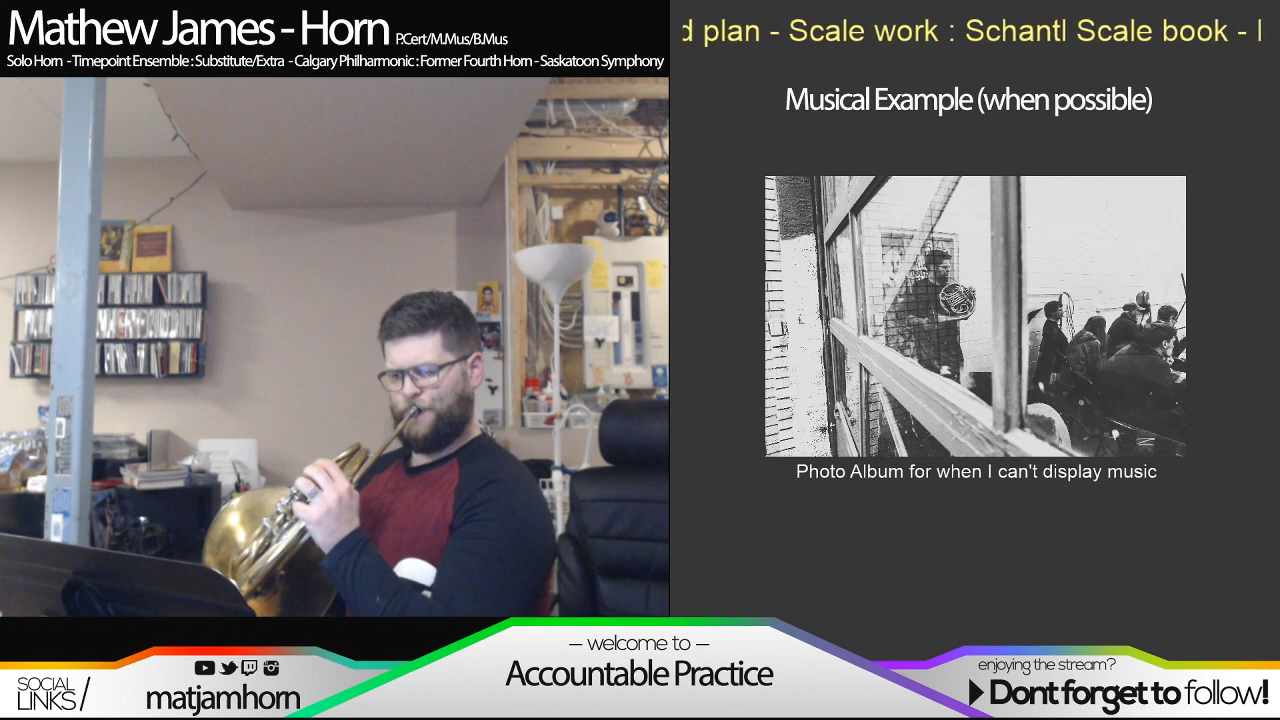 Mathew James - Horn P.Cert/M.Mus/B.Mus
Solo Horn - Timepoint Ensemble : Substitute/Extra - Calgary Philharmonic : Former Fourth Horn - Saskatoon Symphony
d plan - Scale work : Schantl Scale book - I
Musical Example (when possible)
Photo Album for when I can't display music
SOCIAL
LINKS /
matjamhorn
– welcome to –
Accountable Practice
enjoying the stream?
Dont forget to follow!